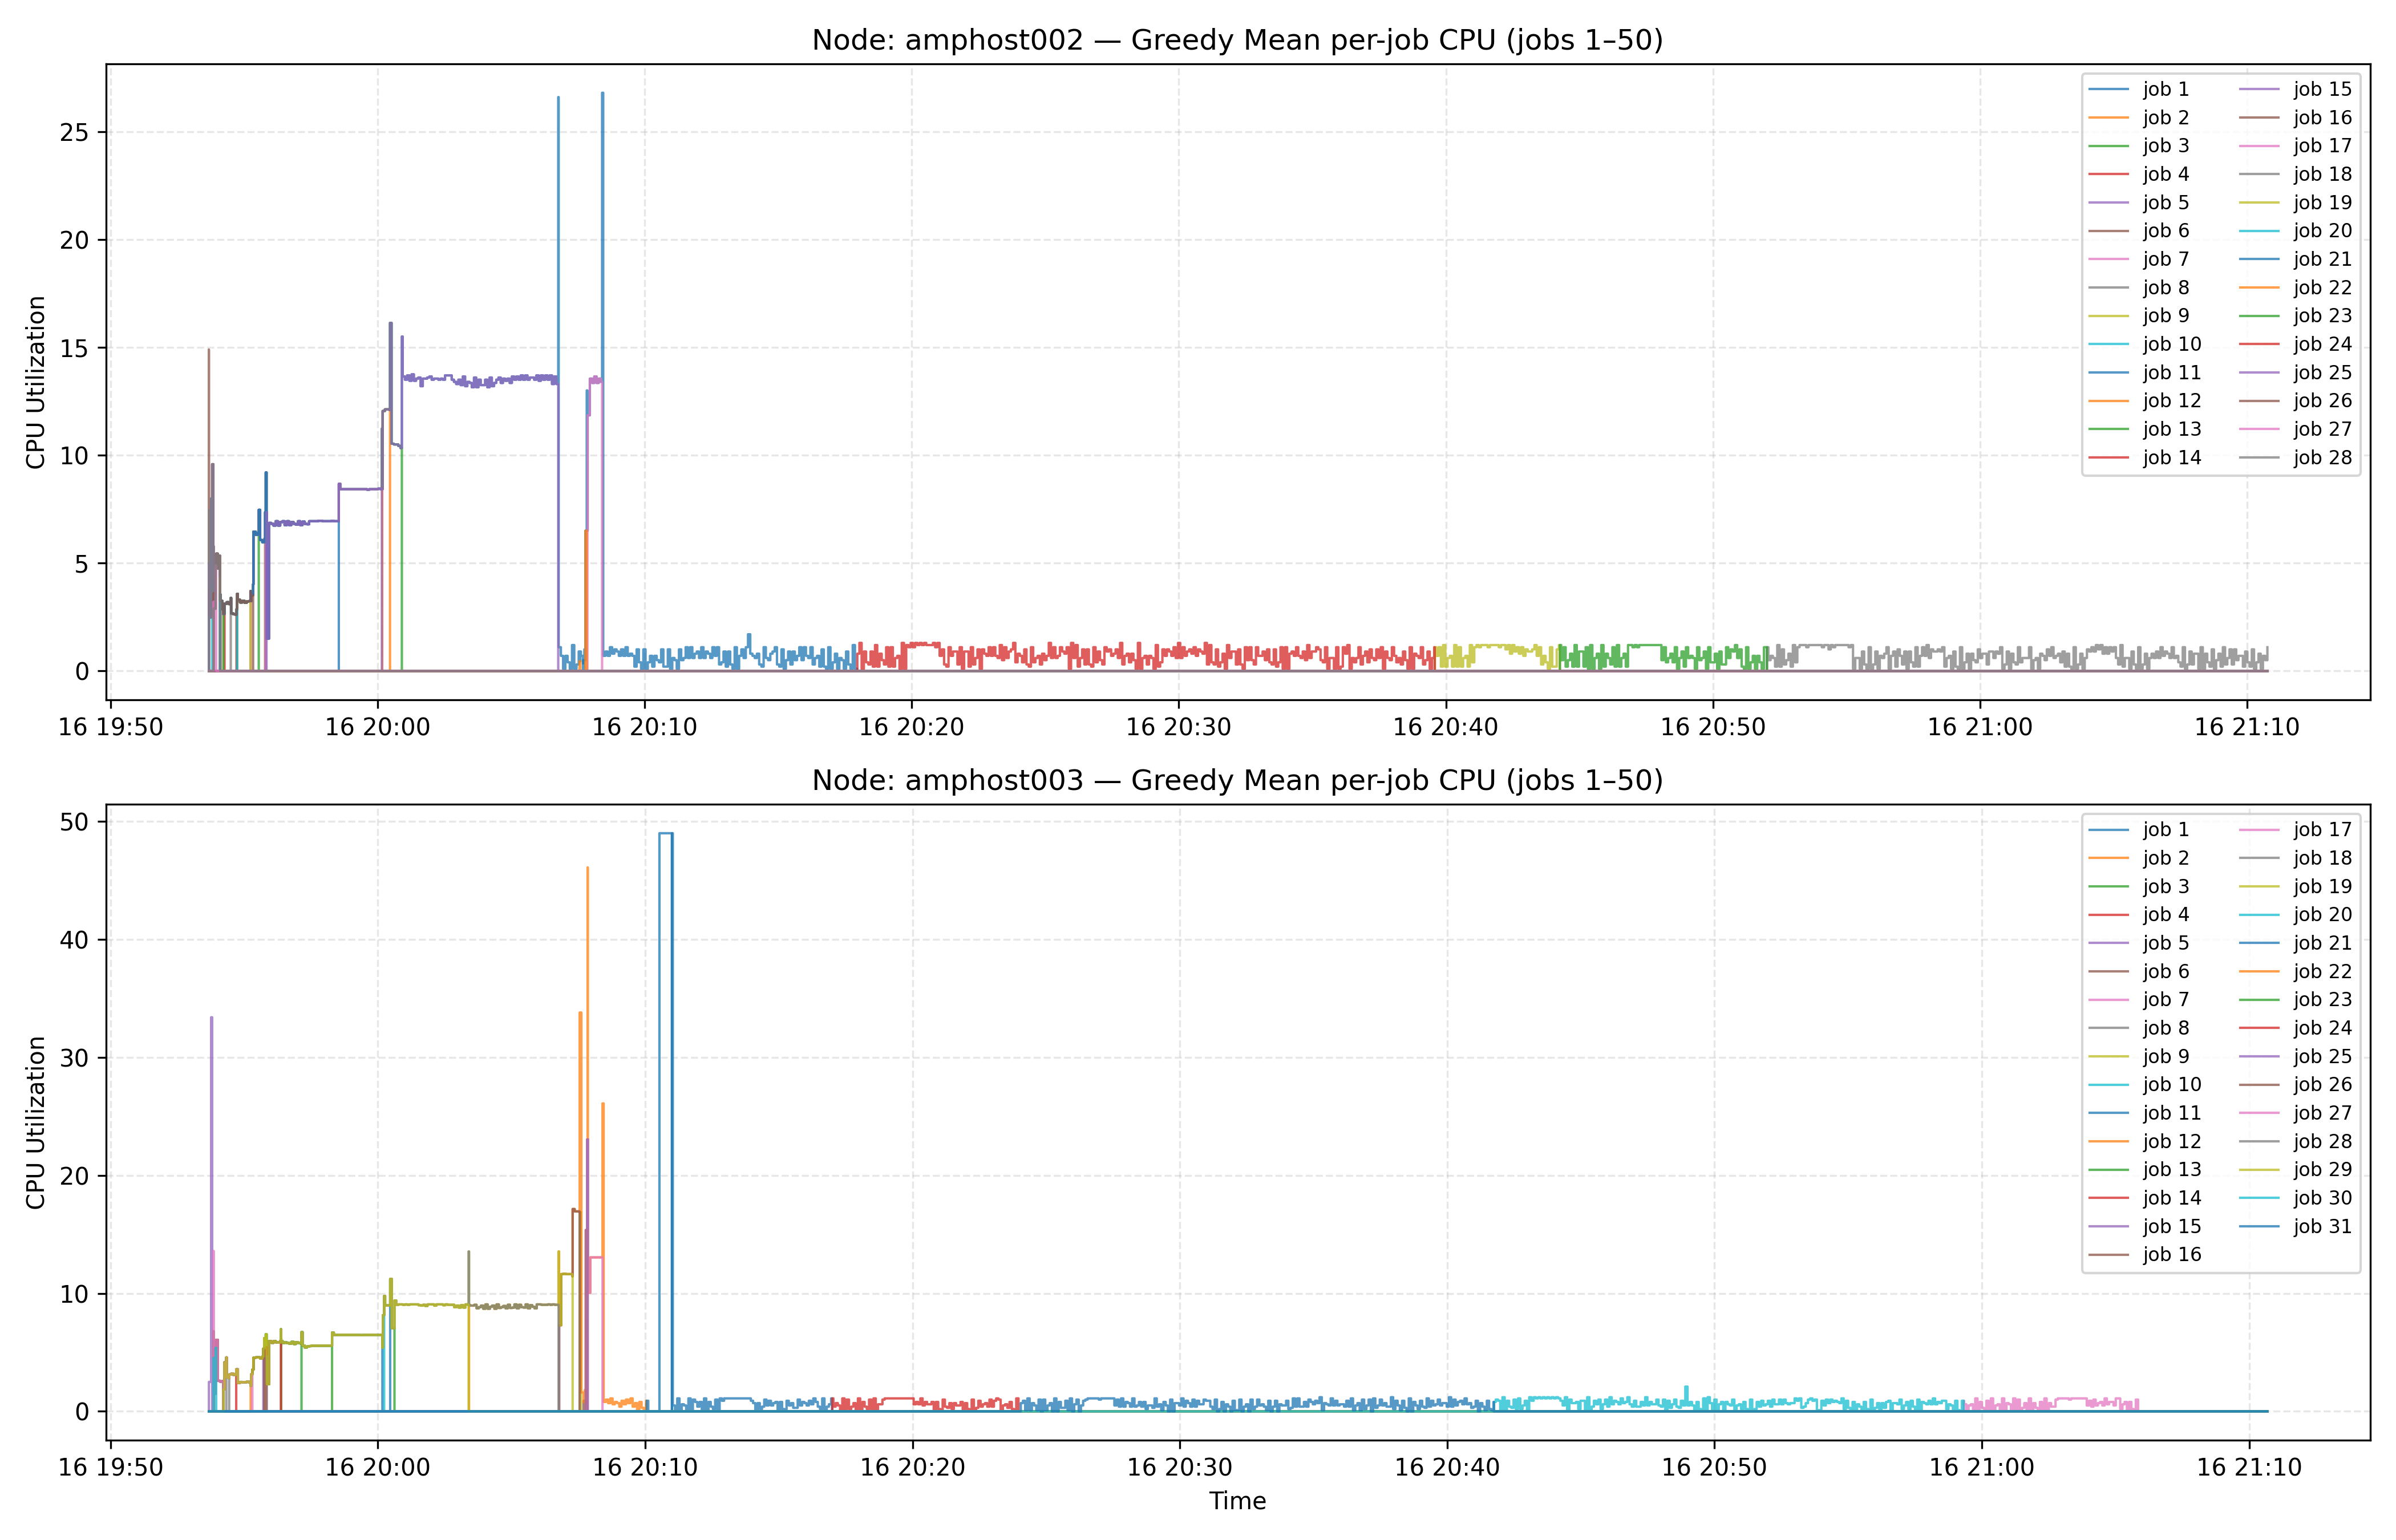 Node: amphost002 — Greedy Mean per-job CPU (jobs 1–50)
CPU Utilization
25
20
15
10
5
0
job 1
job 2
job 3
job 4
job 5
job 6
job 7
job 8
job 9
job 10
job 11
job 12
job 13
job 14
job 15
job 16
job 17
job 18
job 19
job 20
job 21
job 22
job 23
job 24
job 25
job 26
job 27
job 28
16 19:50 16 20:00 16 20:10 16 20:20 16 20:30 16 20:40 16 20:50 16 21:00 16 21:10
Node: amphost003 — Greedy Mean per-job CPU (jobs 1–50)
CPU Utilization
50
40
30
20
10
0
job 1
job 2
job 3
job 4
job 5
job 6
job 7
job 8
job 9
job 10
job 11
job 12
job 13
job 14
job 15
job 16
job 17
job 18
job 19
job 20
job 21
job 22
job 23
job 24
job 25
job 26
job 27
job 28
job 29
job 30
job 31
16 19:50 16 20:00 16 20:10 16 20:20 16 20:30 16 20:40 16 20:50 16 21:00 16 21:10
Time